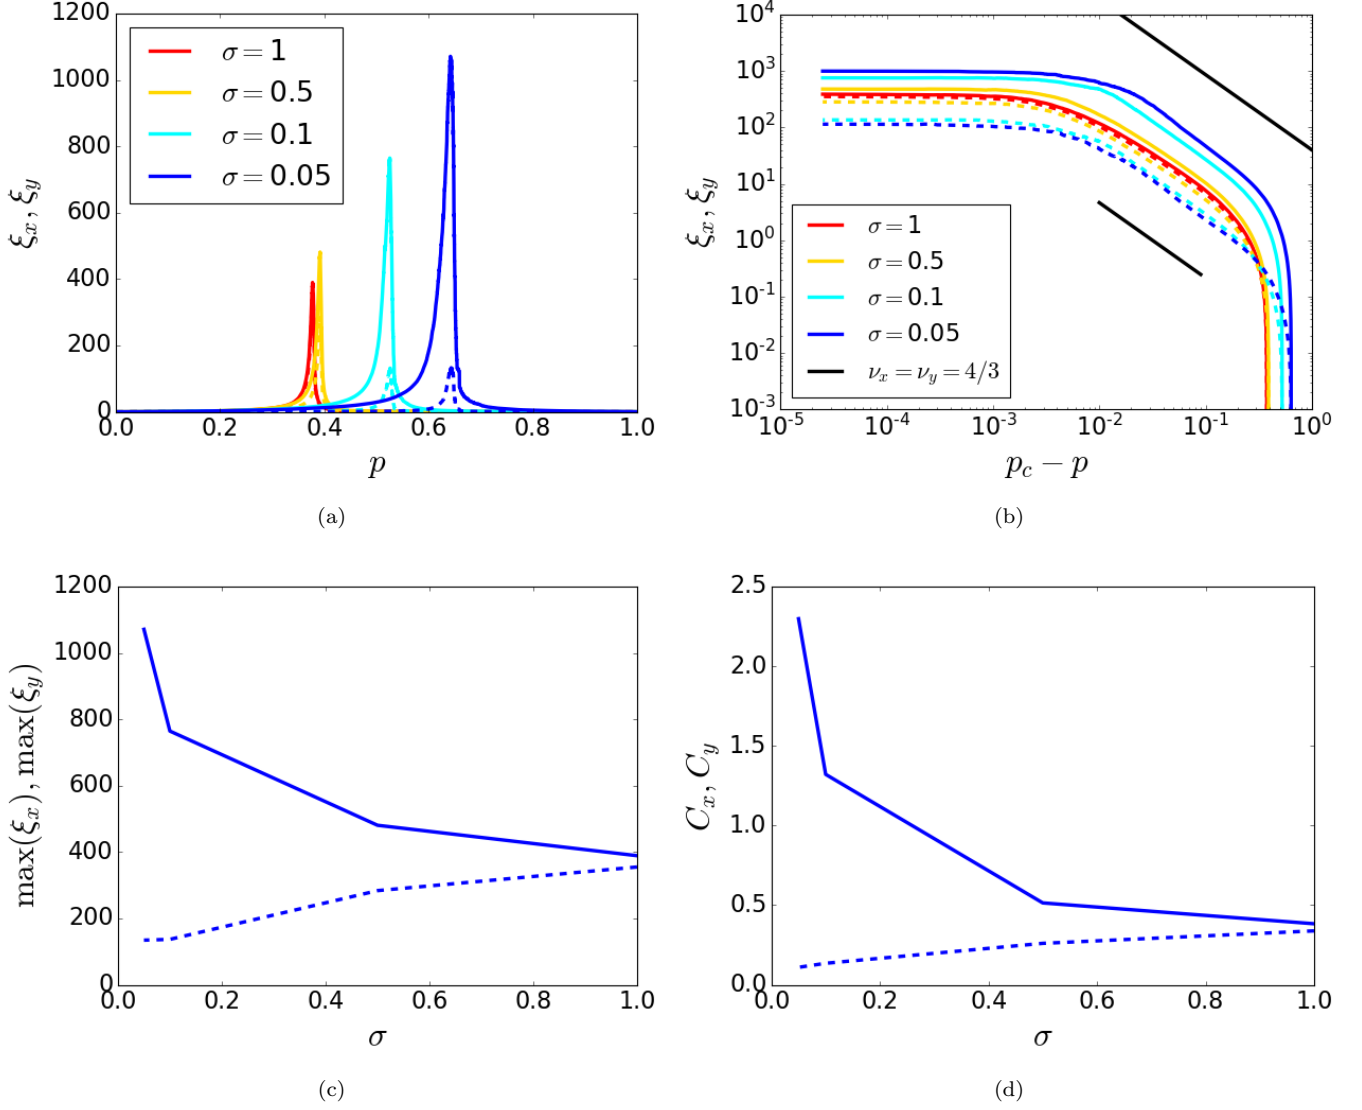 1200
1000
800
600
400
200
0
0.0 0.2 0.4 0.6 0.8 1.0
ξx, ξy
p
σ = 1
σ = 0.5
σ = 0.1
σ = 0.05
(a)
10^4
10^3
10^2
10^1
10^0
10^-1
10^-2
10^-3
10^-5 10^-4 10^-3 10^-2 10^-1 10^0
ξx, ξy
pc − p
σ = 1
σ = 0.5
σ = 0.1
σ = 0.05
νx = νy = 4/3
(b)
1200
1000
800
600
400
200
0
0.0 0.2 0.4 0.6 0.8 1.0
max(ξx), max(ξy)
σ
(c)
2.5
2.0
1.5
1.0
0.5
0.0
0.0 0.2 0.4 0.6 0.8 1.0
Cx, Cy
σ
(d)